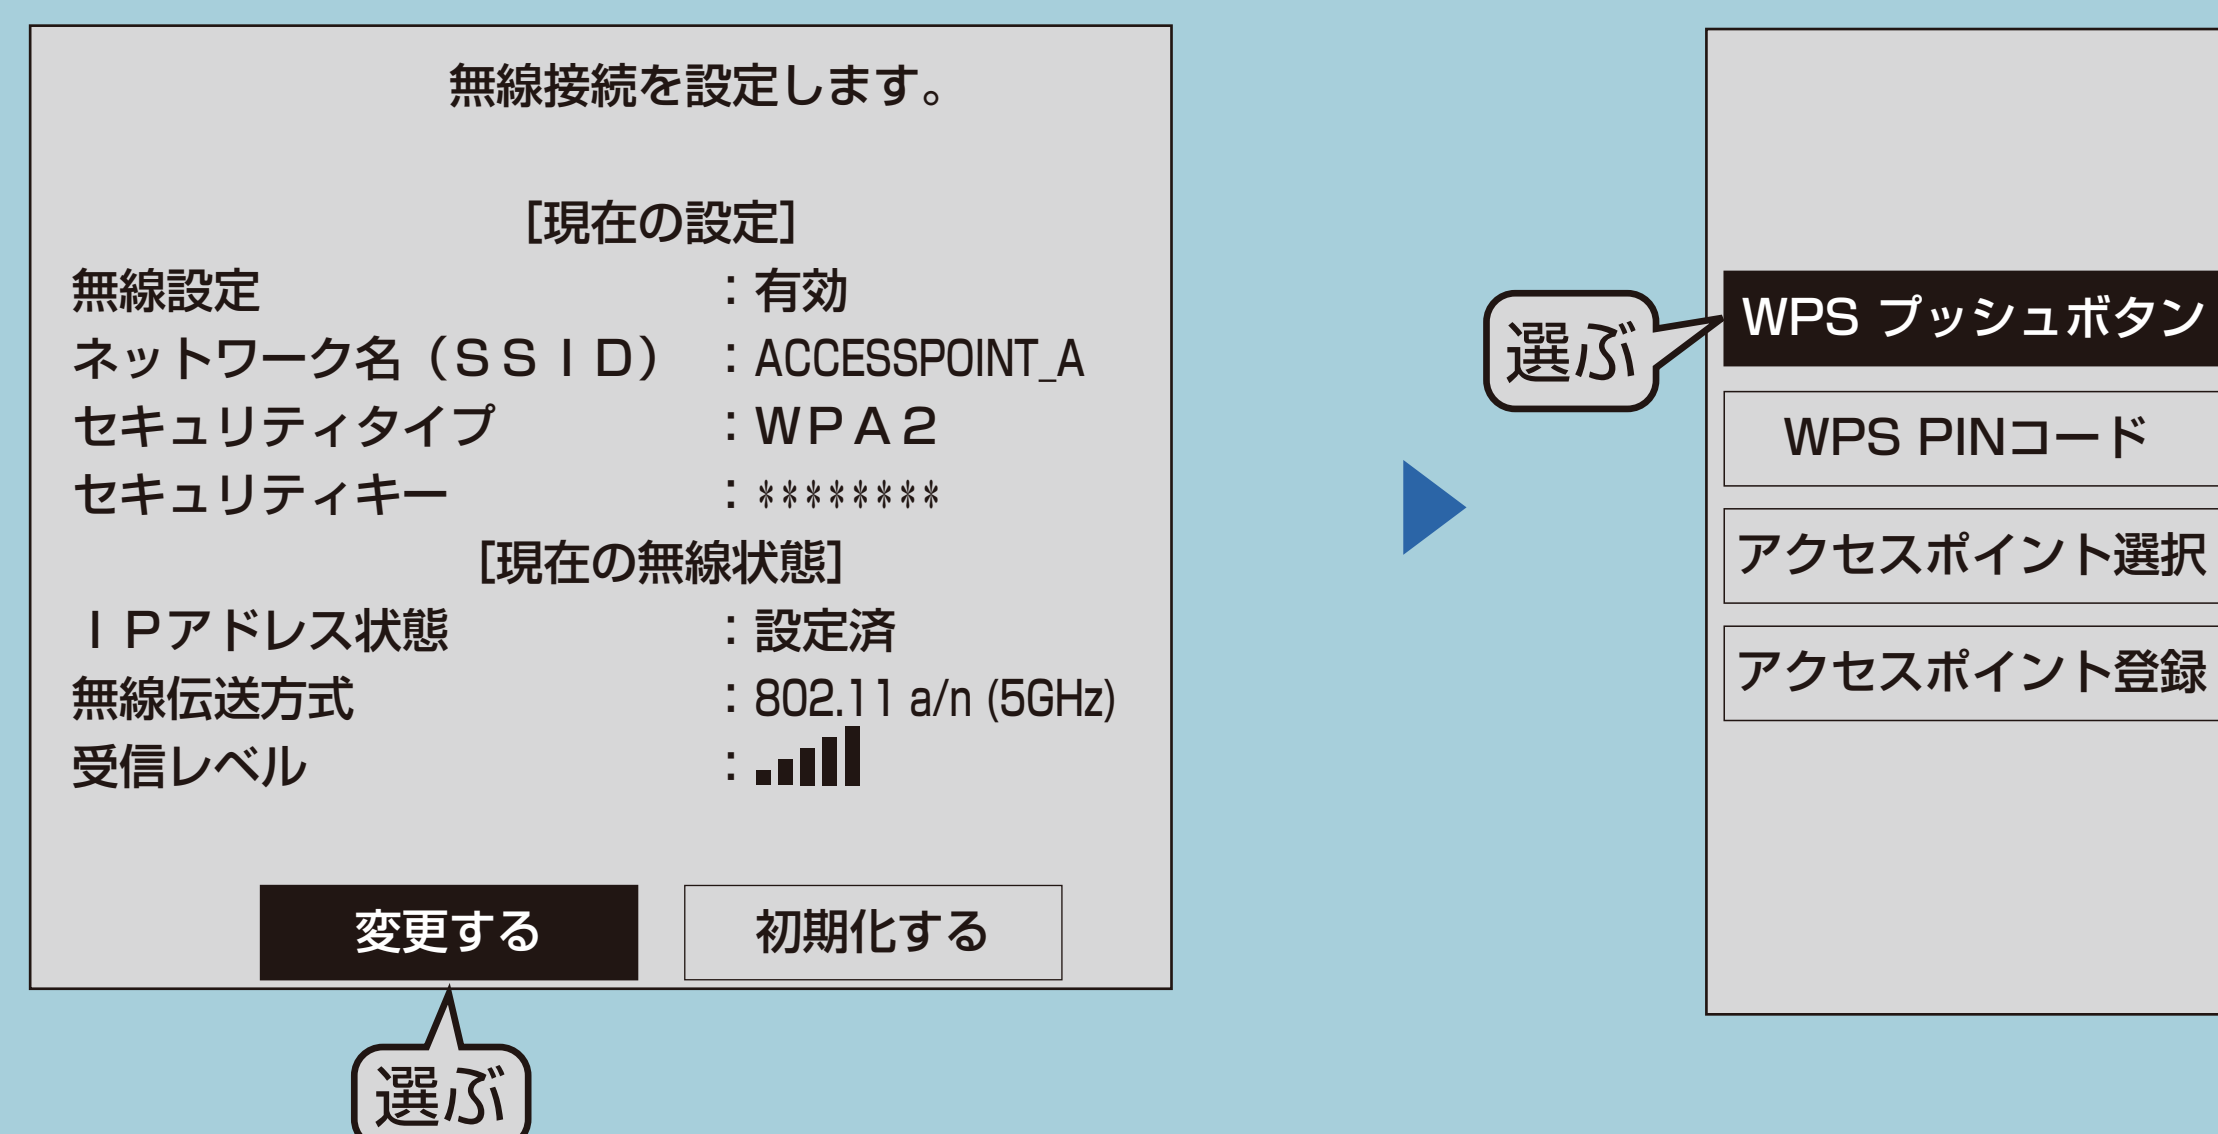 無線接続を設定します。
[現在の設定]
無線設定 ：有効
ネットワーク名（ＳＳＩＤ） ：ACCESSPOINT_A
セキュリティタイプ ：ＷＰＡ２
セキュリティキー ：********
[現在の無線状態]
ＩＰアドレス状態 ：設定済
無線伝送方式 ：802.11 a/n (5GHz)
受信レベル ：
変更する 初期化する
選ぶ
選ぶ
WPS プッシュボタン
WPS PINコード
アクセスポイント選択
アクセスポイント登録